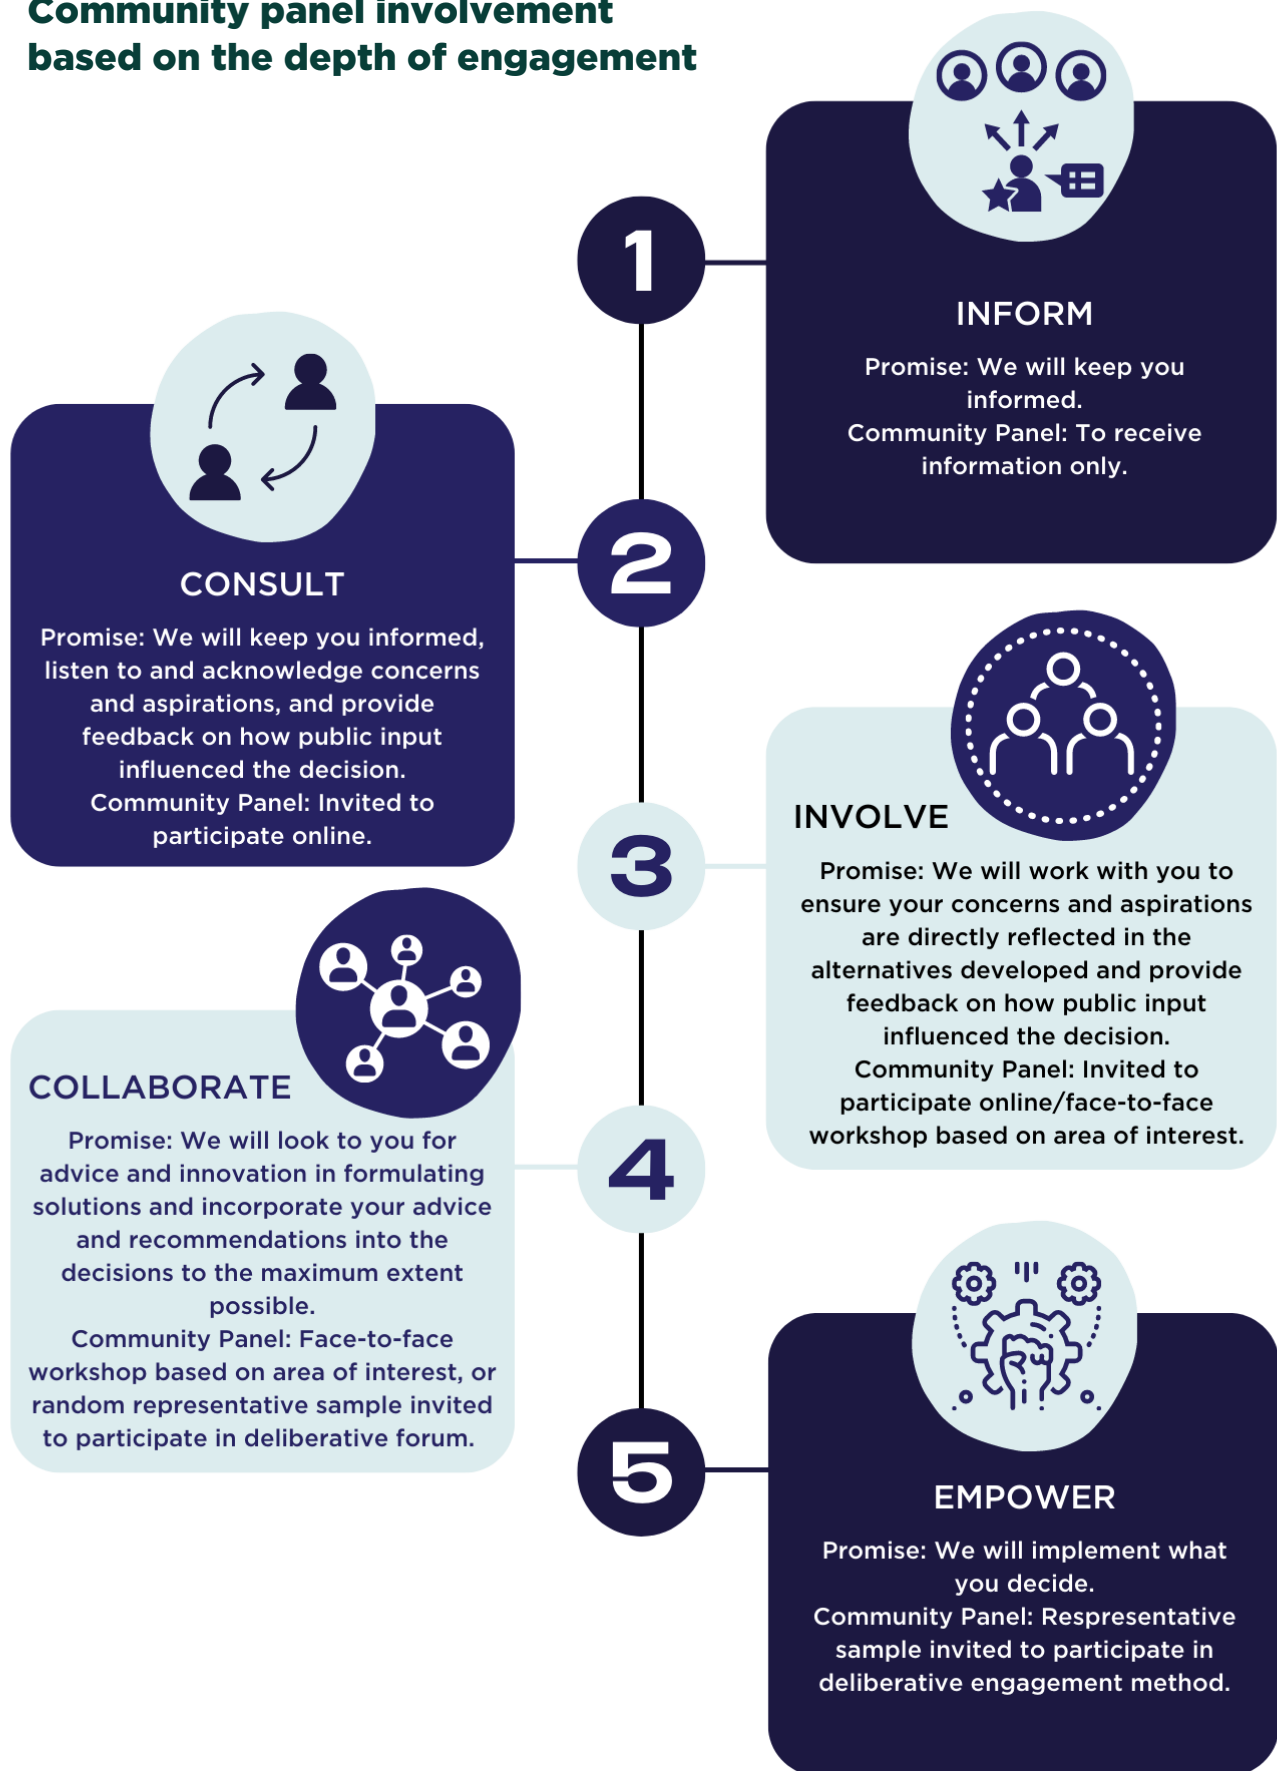 Community panel involvement
based on the depth of engagement
1
INFORM
Promise: We will keep you
informed.
Community Panel: To receive
information only.
2
CONSULT
Promise: We will keep you informed,
listen to and acknowledge concerns
and aspirations, and provide
feedback on how public input
influenced the decision.
Community Panel: Invited to
participate online.
3
INVOLVE
Promise: We will work with you to
ensure your concerns and aspirations
are directly reflected in the
alternatives developed and provide
feedback on how public input
influenced the decision.
Community Panel: Invited to
participate online/face-to-face
workshop based on area of interest.
4
COLLABORATE
Promise: We will look to you for
advice and innovation in formulating
solutions and incorporate your advice
and recommendations into the
decisions to the maximum extent
possible.
Community Panel: Face-to-face
workshop based on area of interest, or
random representative sample invited
to participate in deliberative forum.
5
EMPOWER
Promise: We will implement what
you decide.
Community Panel: Respresentative
sample invited to participate in
deliberative engagement method.